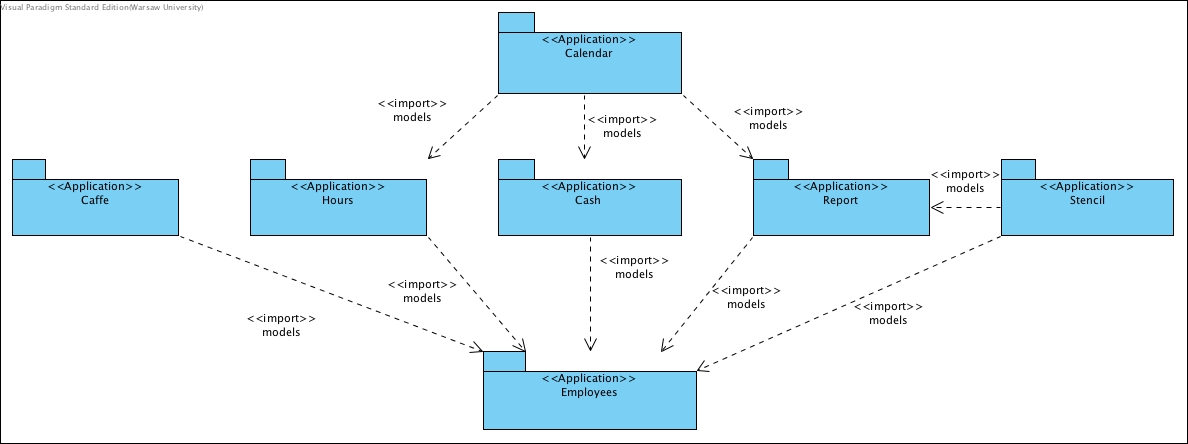 Visual Paradigm Standard Edition(Warsaw University)
<<Application>>
Calendar
<<import>>
models
<<import>>
models
<<import>>
models
<<Application>>
Caffe
<<Application>>
Hours
<<Application>>
Cash
<<Application>>
Report
<<import>>
models
<<Application>>
Stencil
<<import>>
models
<<import>>
models
<<import>>
models
<<import>>
models
<<import>>
models
<<Application>>
Employees